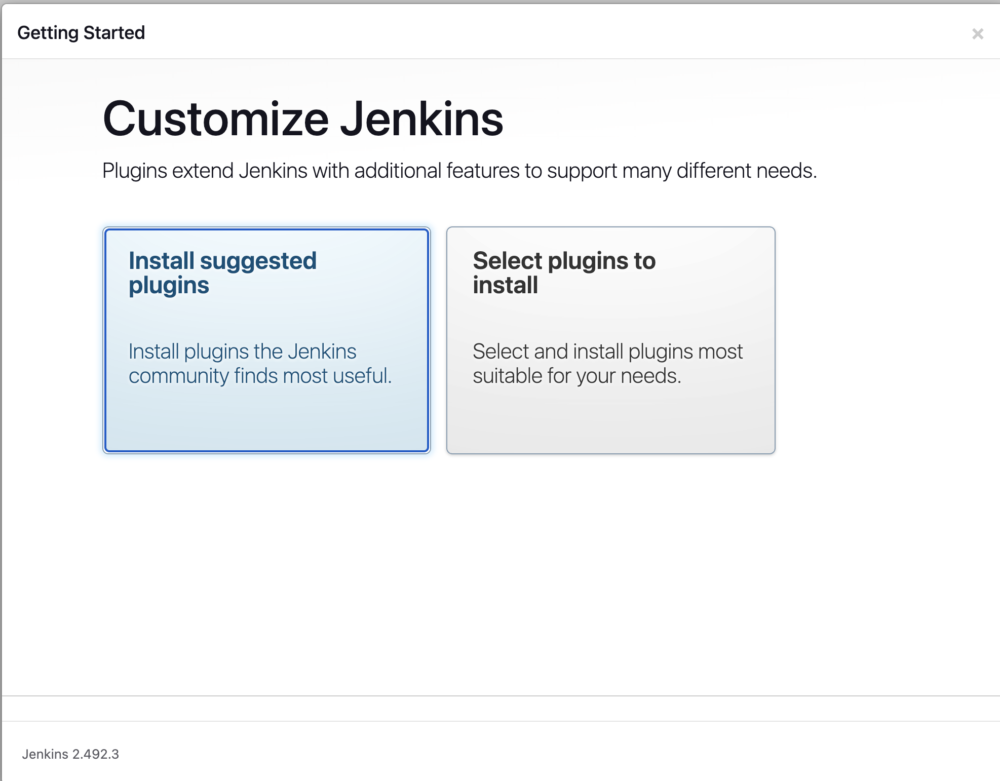 Getting Started
×
Customize Jenkins
Plugins extend Jenkins with additional features to support many different needs.
Install suggested
plugins
Install plugins the Jenkins
community finds most useful.
Select plugins to
install
Select and install plugins most
suitable for your needs.
Jenkins 2.492.3